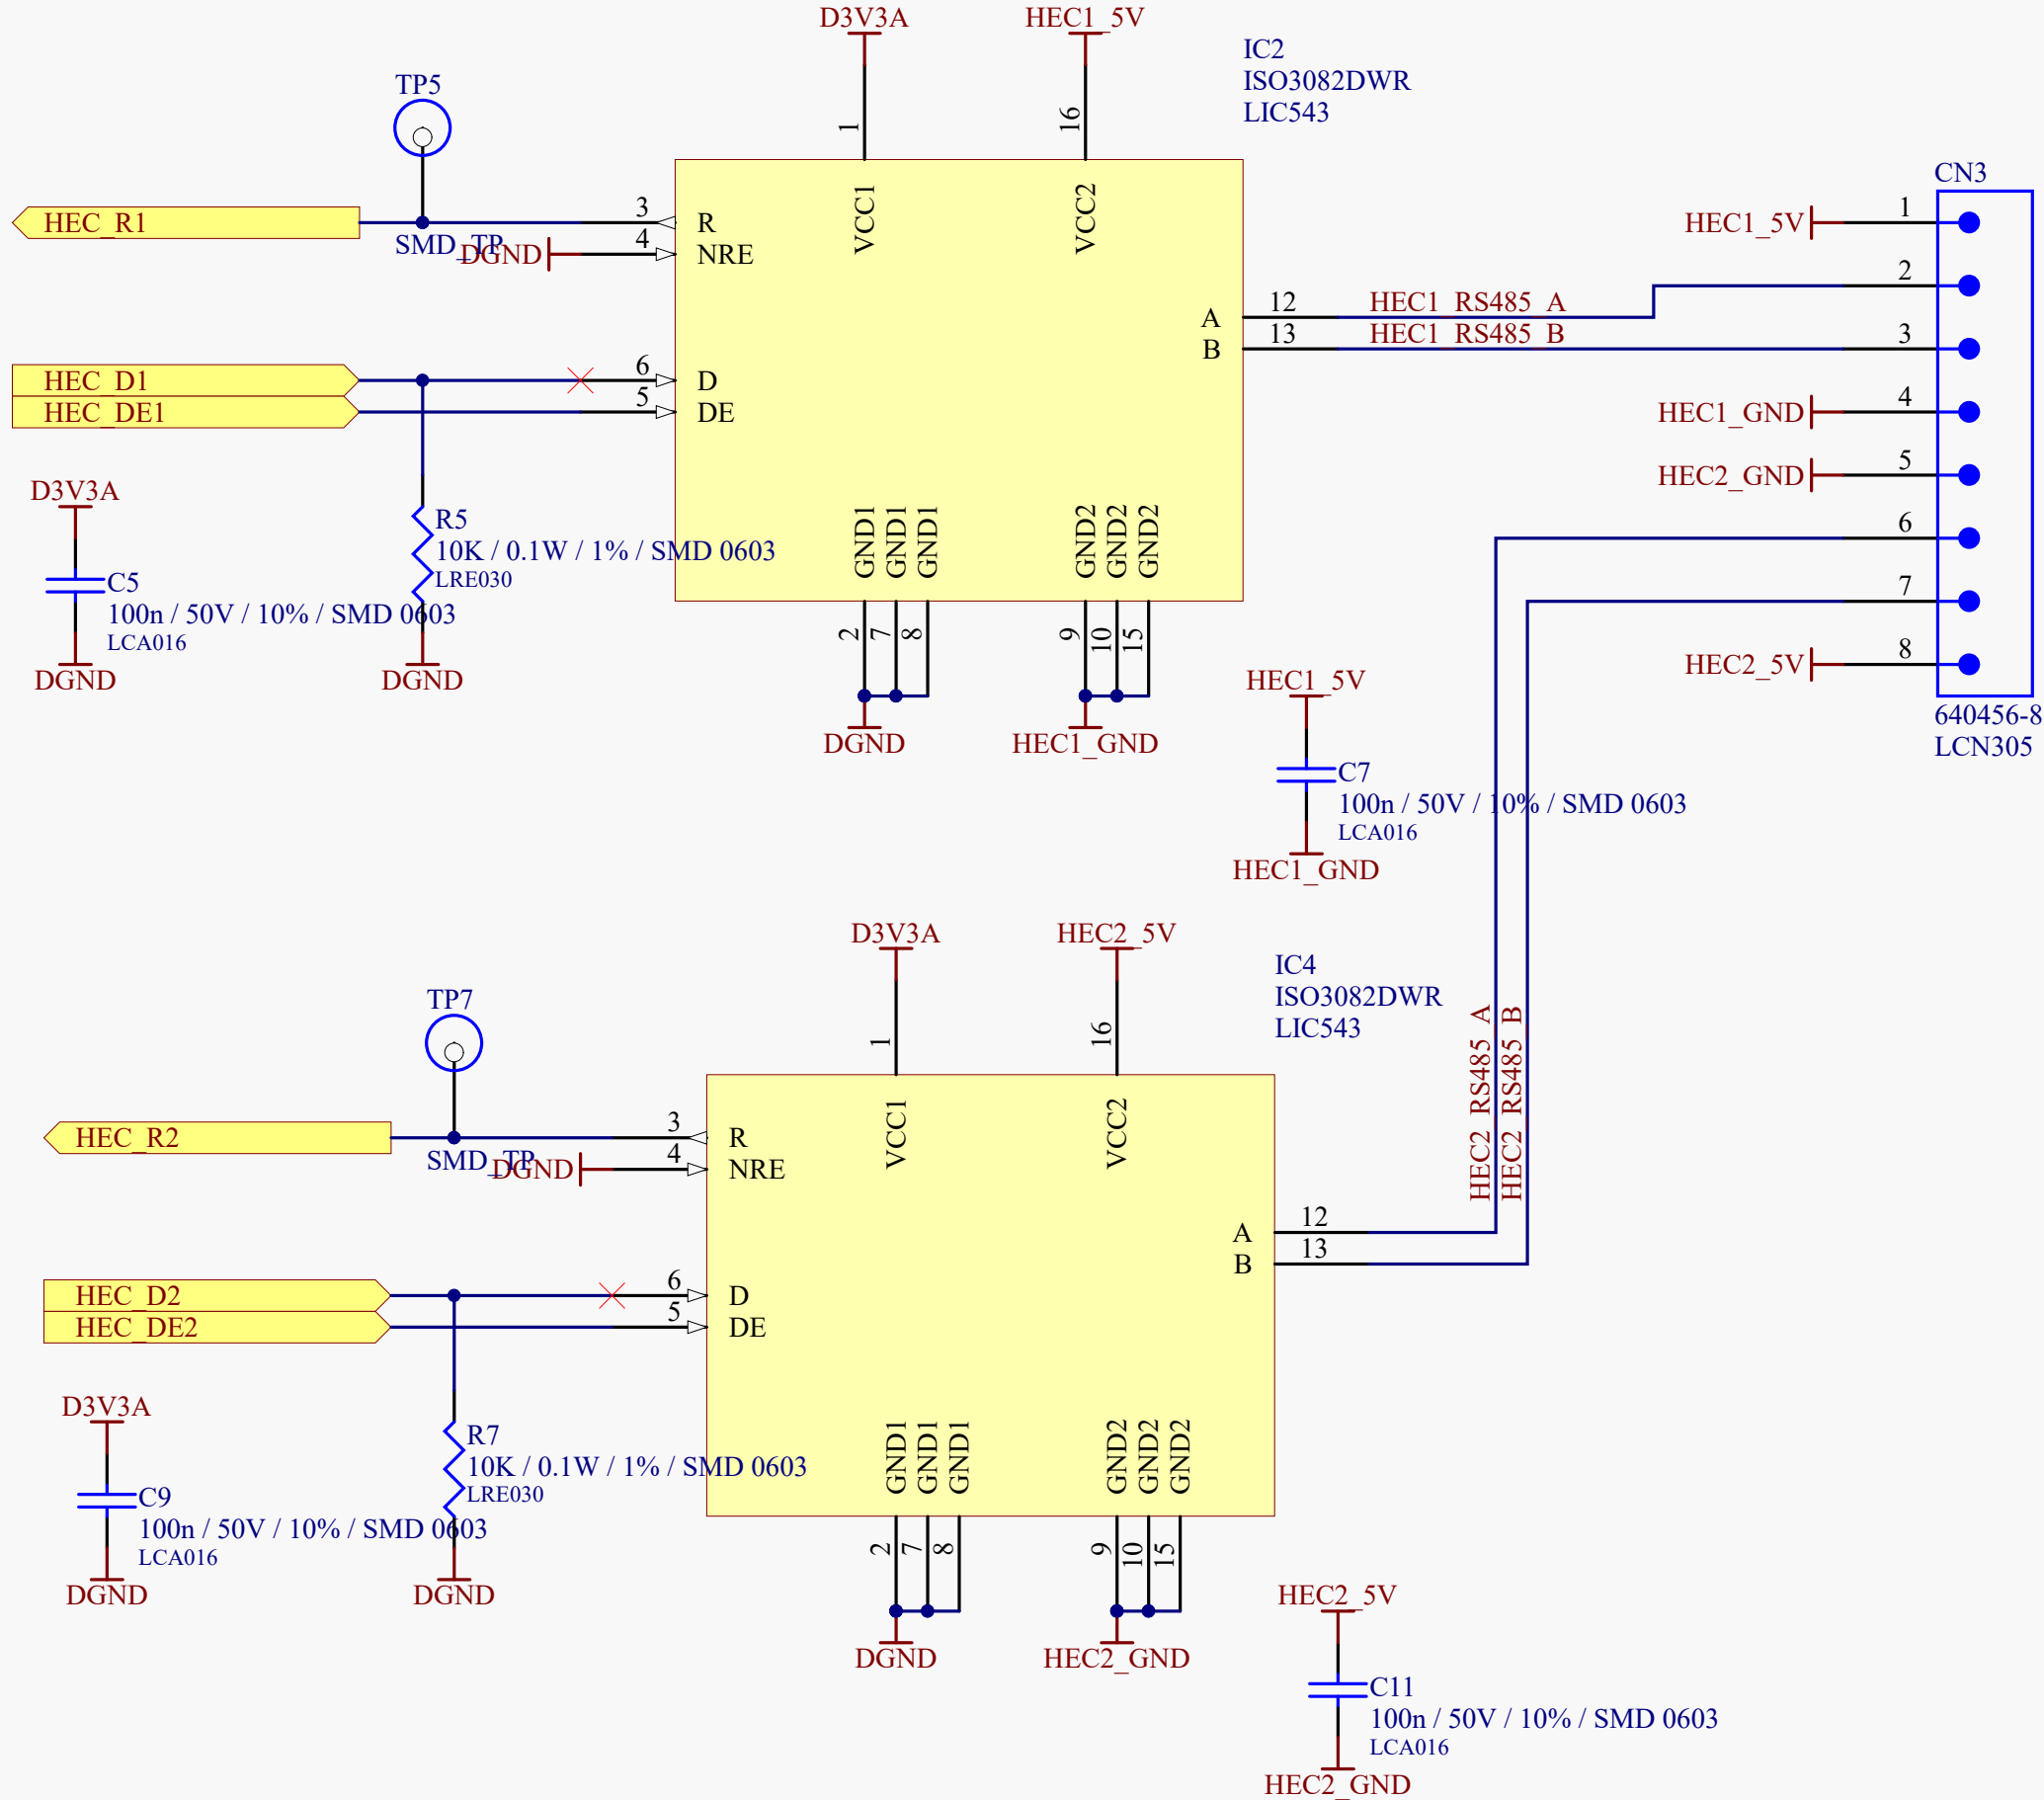 D3V3A
HEC1_5V
IC2
ISO3082DWR
LIC543
TP5
1
16
VCC1
VCC2
CN3
HEC_R1
3
R
SMD_TP
DGND
4
NRE
HEC1_5V
1
2
12
HEC1_RS485_A
A
13
HEC1_RS485_B
B
3
HEC_D1
6
D
HEC_DE1
5
DE
HEC1_GND
4
HEC2_GND
5
6
7
HEC2_5V
8
640456-8
LCN305
D3V3A
C5
100n / 50V / 10% / SMD 0603
LCA016
DGND
R5
10K / 0.1W / 1% / SMD 0603
LRE030
DGND
GND1
GND1
GND1
GND2
GND2
GND2
2
7
8
9
10
15
DGND
HEC1_GND
HEC1_5V
C7
100n / 50V / 10% / SMD 0603
LCA016
HEC1_GND
D3V3A
HEC2_5V
IC4
ISO3082DWR
LIC543
TP7
1
16
VCC1
VCC2
HEC2_RS485_A
HEC2_RS485_B
HEC_R2
3
R
SMD_TP
DGND
4
NRE
12
A
13
B
HEC_D2
6
D
HEC_DE2
5
DE
D3V3A
C9
100n / 50V / 10% / SMD 0603
LCA016
DGND
R7
10K / 0.1W / 1% / SMD 0603
LRE030
DGND
GND1
GND1
GND1
GND2
GND2
GND2
2
7
8
9
10
15
DGND
HEC2_GND
HEC2_5V
C11
100n / 50V / 10% / SMD 0603
LCA016
HEC2_GND